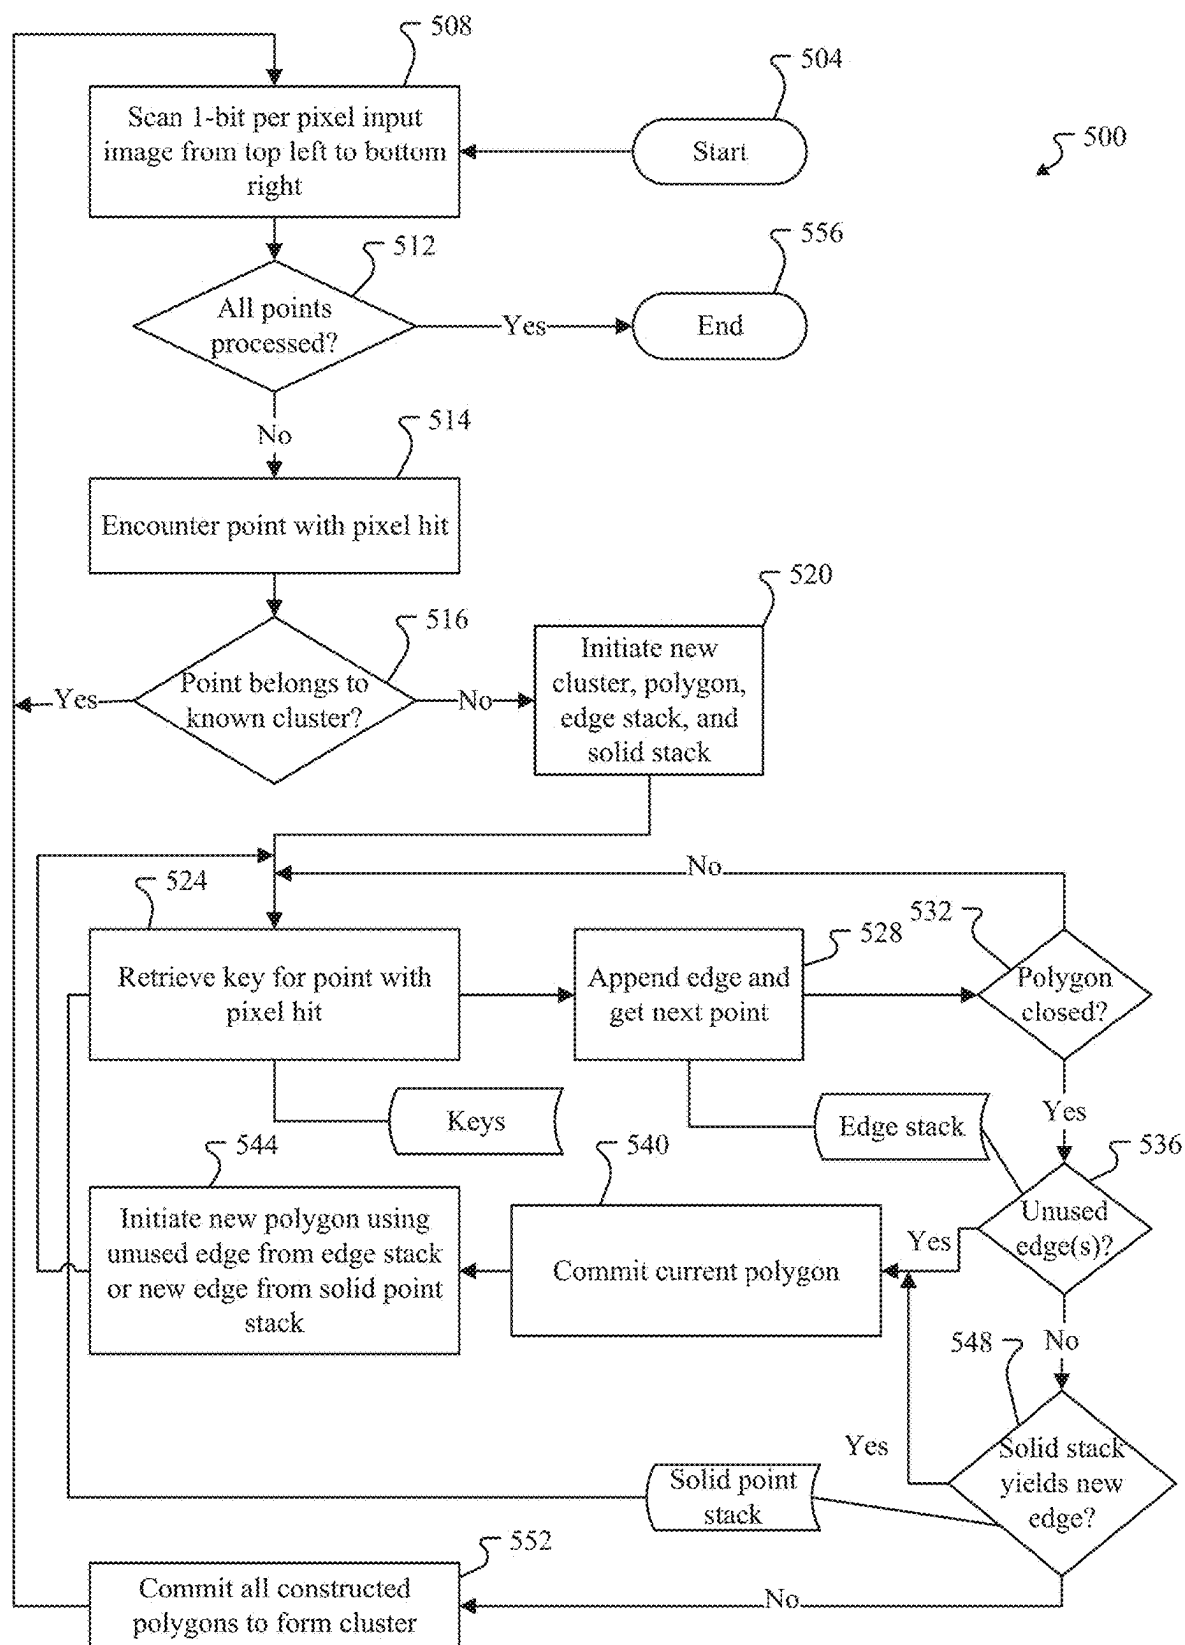 508
504
Scan 1-bit per pixel input
image from top left to bottom
right
Start
500
512
556
All points
processed?
Yes
End
No
514
Encounter point with pixel hit
520
516
Initiate new
cluster, polygon,
edge stack, and
solid stack
Yes
Point belongs to
known cluster?
No
No
524
532
528
Retrieve key for point with
pixel hit
Append edge and
get next point
Polygon
closed?
Keys
Edge stack
Yes
544
540
536
Initiate new polygon using
unused edge from edge stack
or new edge from solid point
stack
Commit current polygon
Yes
Unused
edge(s)?
No
548
Yes
Solid stack
yields new
edge?
Solid point
stack
552
Commit all constructed
polygons to form cluster
No